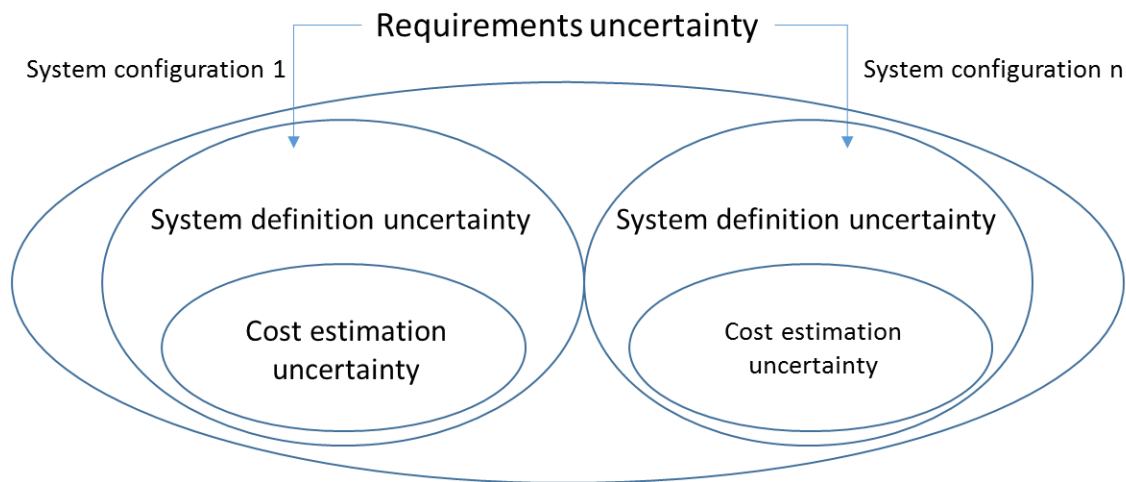 Requirements uncertainty
System configuration 1
System configuration n
System definition uncertainty
System definition uncertainty
Cost estimation
uncertainty
Cost estimation
uncertainty